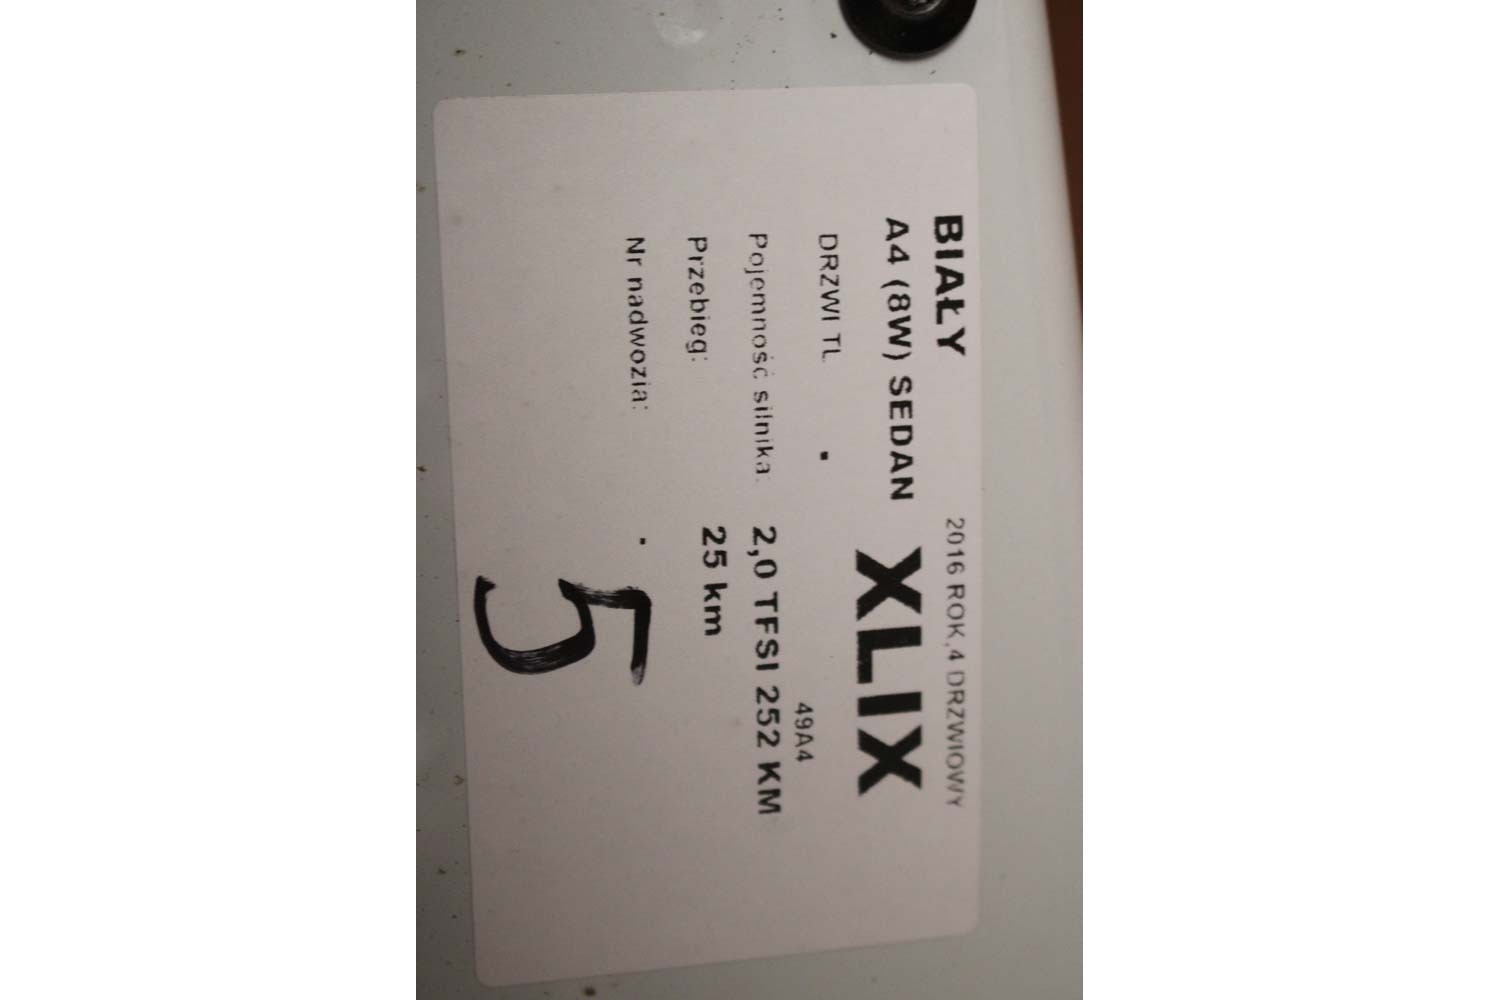 BIAŁY 2016 ROK,4 DRZWIOWY
A4 (8W) SEDAN XLIX
DRZWI TL . 49A4
Pojemność silnika: 2,0 TFSI 252 KM
Przebieg: 25 km
Nr nadwozia: .
5